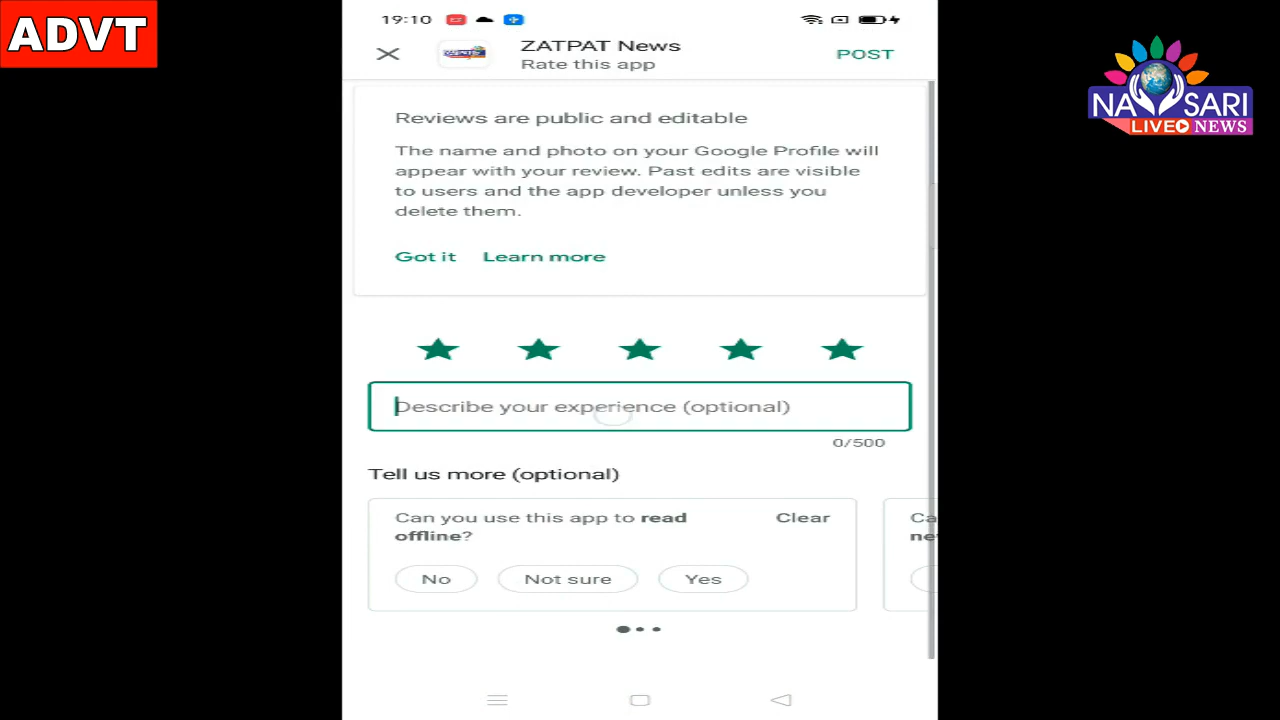 ADVT
19:10
ZATPAT News
Rate this app
POST
NAVSARI
LIVE NEWS
Reviews are public and editable
The name and photo on your Google Profile will
appear with your review. Past edits are visible
to users and the app developer unless you
delete them.
Got it Learn more
Describe your experience (optional)
0/500
Tell us more (optional)
Can you use this app to read
offline?
Clear
Ca
ne
No Not sure Yes